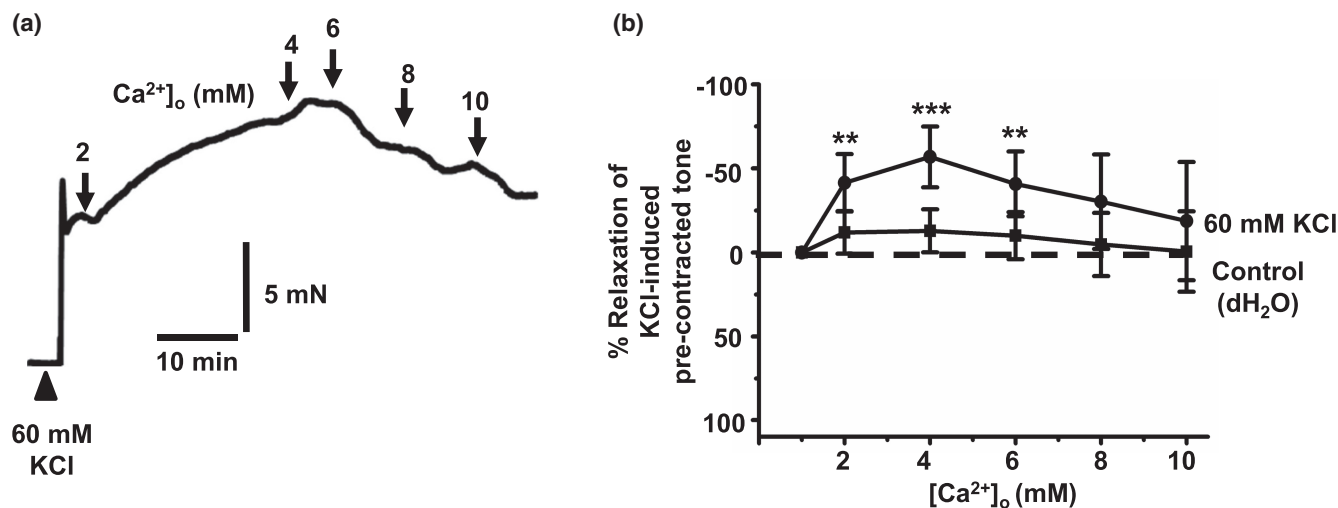 (a)
Ca²⁺]ₒ (mM)
2
4
6
8
10
5 mN
10 min
60 mM
KCl
(b)
% Relaxation of
KCl-induced
pre-contracted tone
-100
-50
0
50
100
**
***
**
60 mM KCl
Control
(dH₂O)
2 4 6 8 10
[Ca²⁺]ₒ (mM)